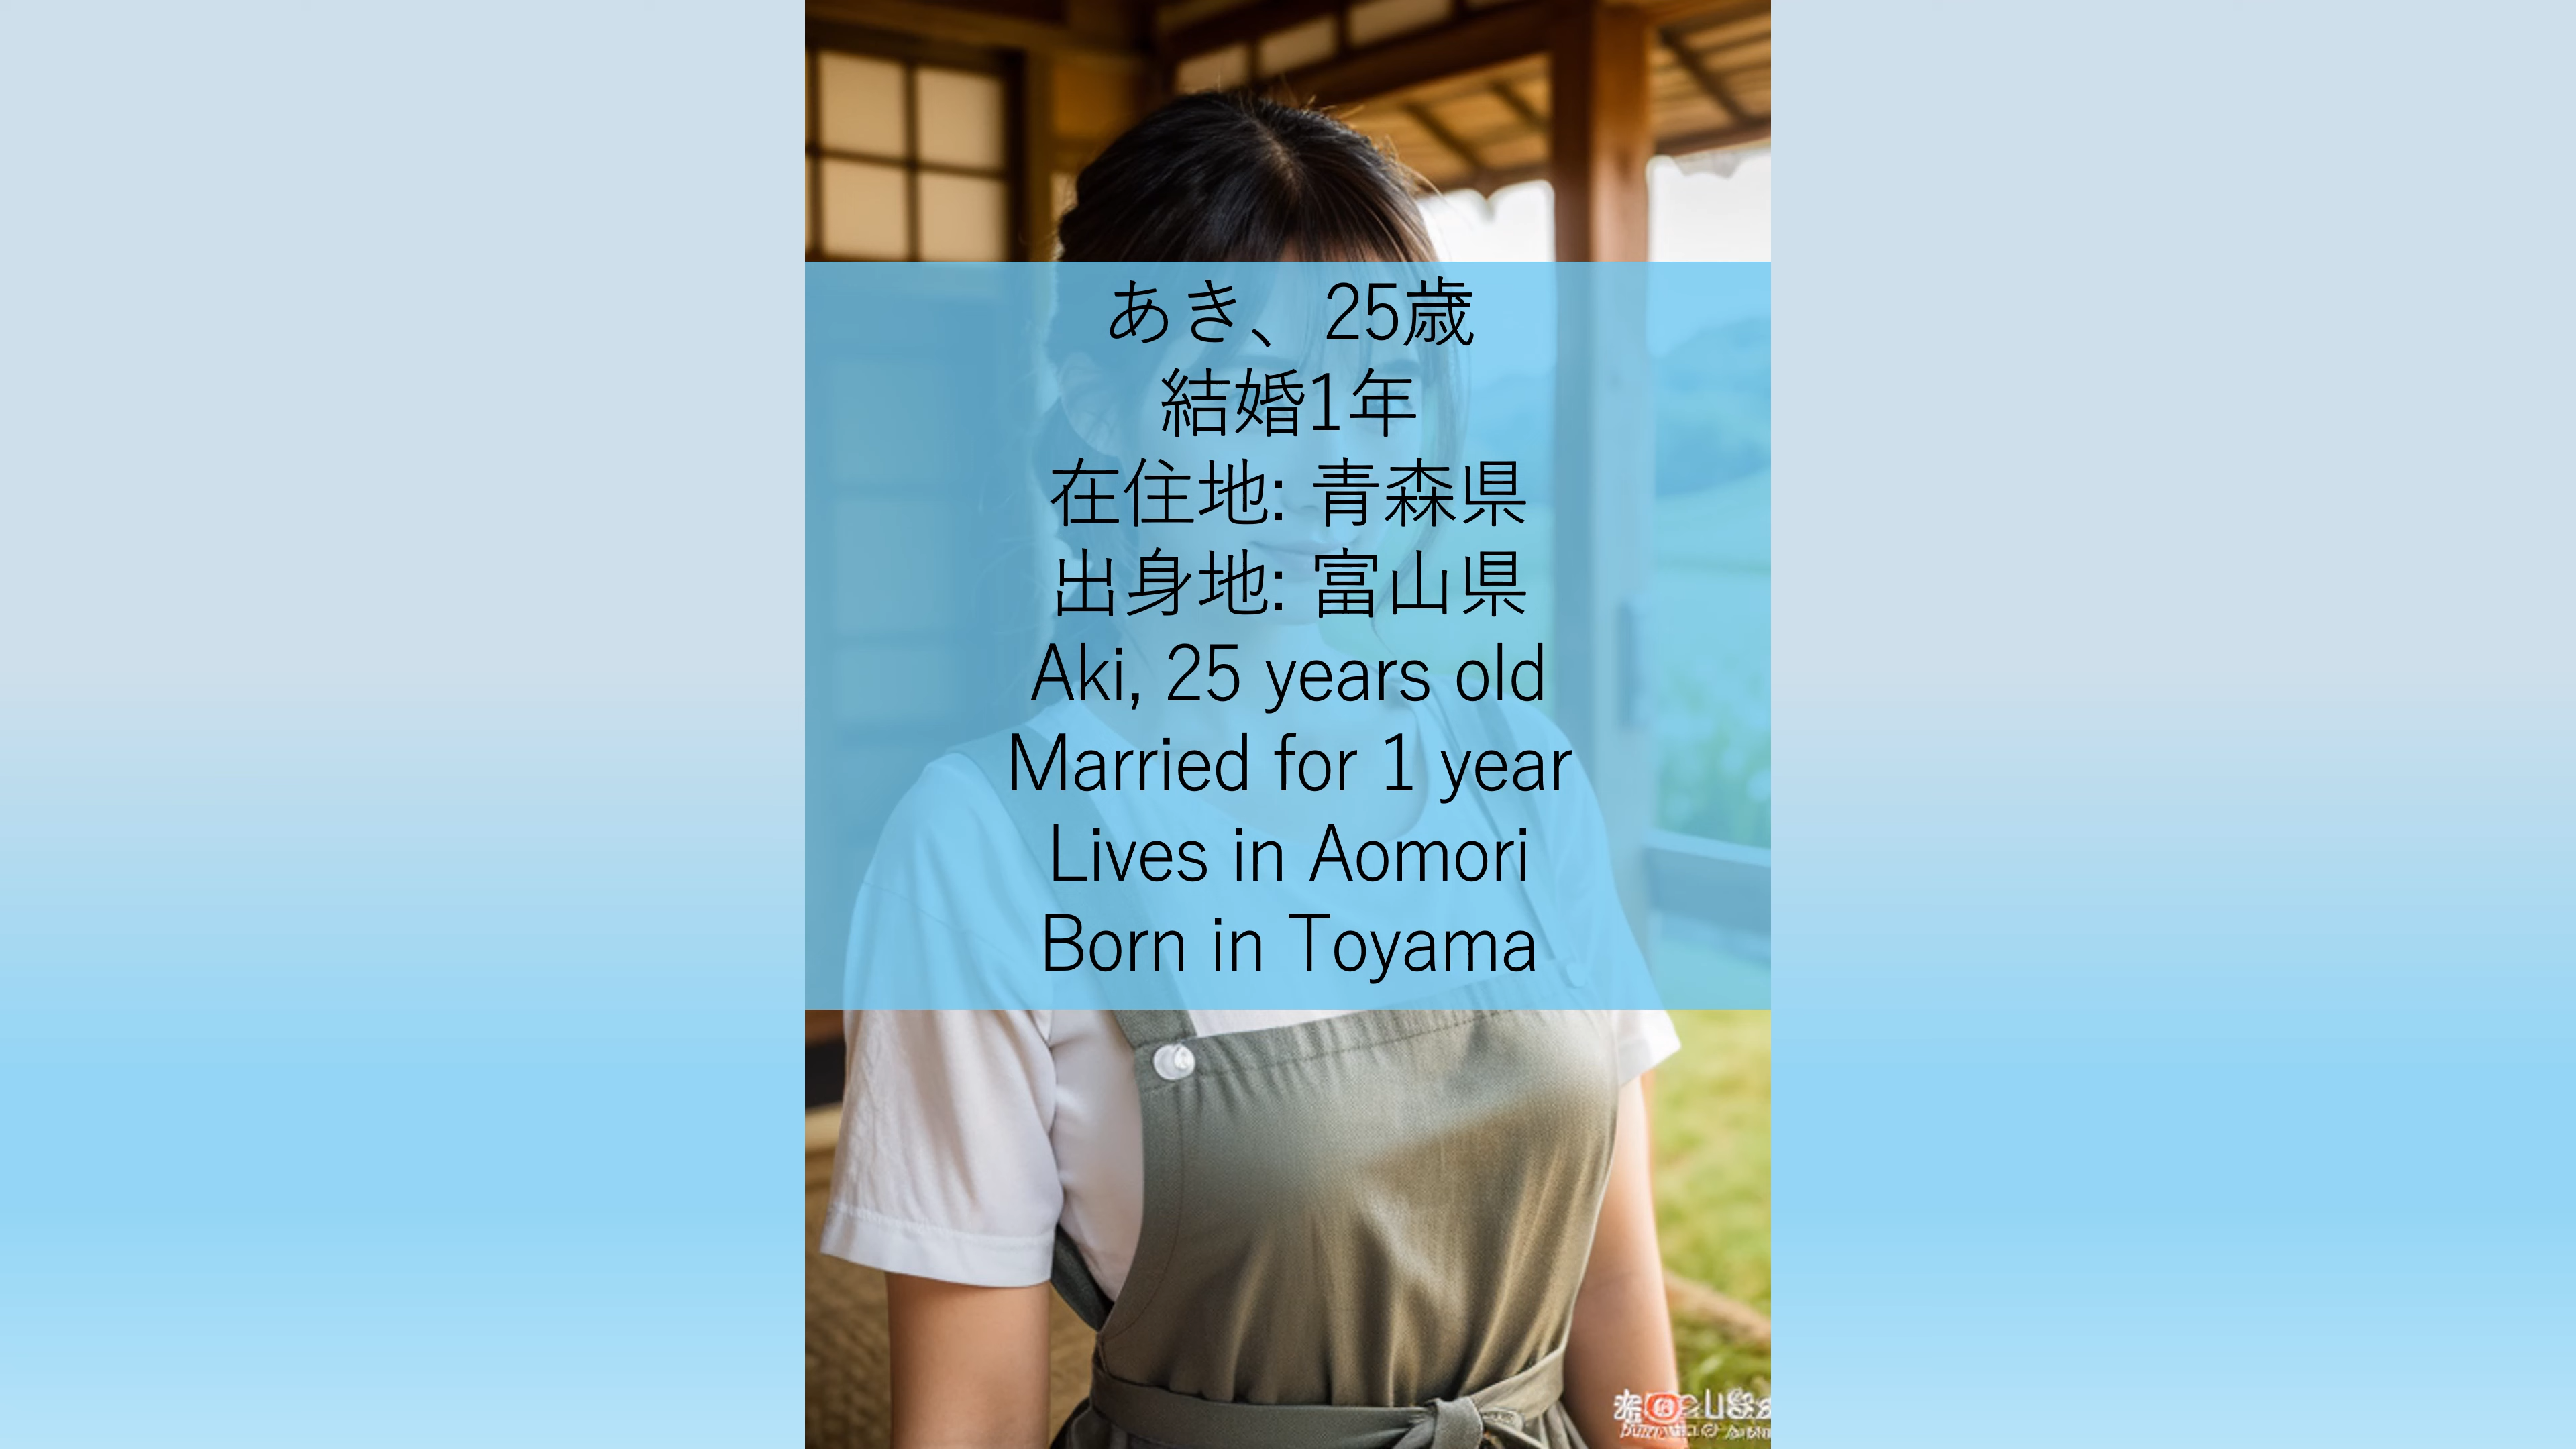 あき、25歳
結婚1年
在住地: 青森県
出身地: 富山県
Aki, 25 years old
Married for 1 year
Lives in Aomori
Born in Toyama